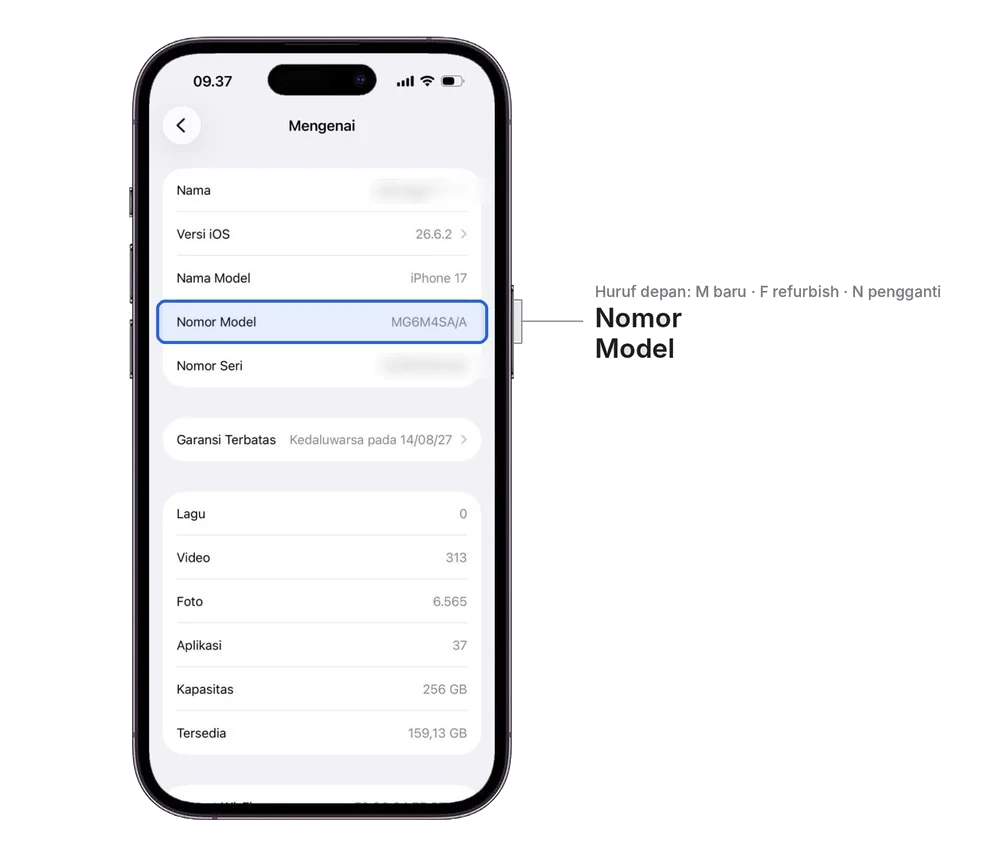 09.37
Mengenai
Nama
Versi iOS 26.6.2
Nama Model iPhone 17
Nomor Model MG6M4SA/A
Nomor Seri
Garansi Terbatas Kedaluwarsa pada 14/08/27
Lagu 0
Video 313
Foto 6.565
Aplikasi 37
Kapasitas 256 GB
Tersedia 159,13 GB
Huruf depan: M baru · F refurbish · N pengganti
Nomor
Model